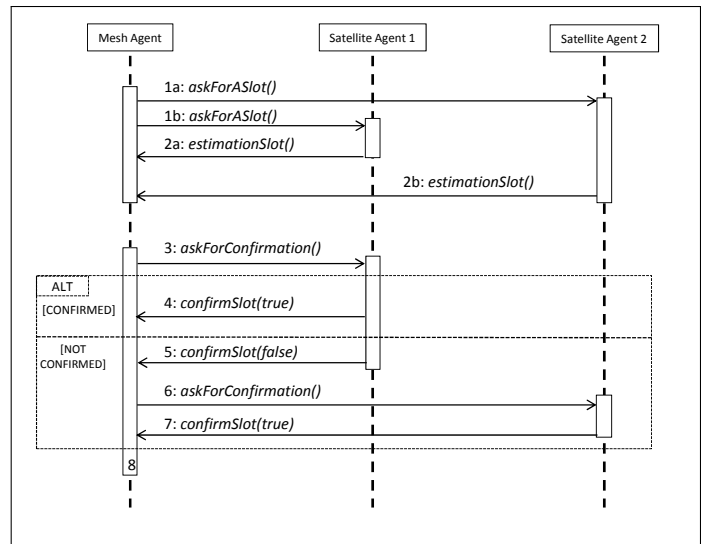 Mesh Agent
Satellite Agent 1
Satellite Agent 2
1a: askForASlot()
1b: askForASlot()
2a: estimationSlot()
2b: estimationSlot()
3: askForConfirmation()
ALT
[CONFIRMED]
4: confirmSlot(true)
[NOT
CONFIRMED]
5: confirmSlot(false)
6: askForConfirmation()
7: confirmSlot(true)
8